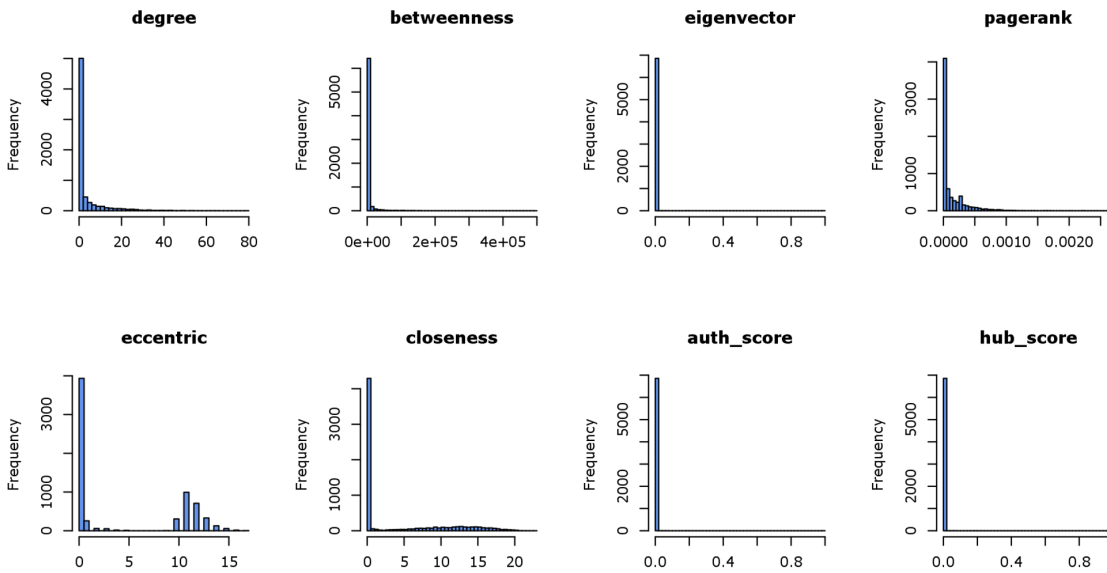 degree
betweenness
eigenvector
pagerank
Frequency
0 2000 4000
0 20 40 60 80
Frequency
0 2000 5000
0e+00 2e+05 4e+05
Frequency
0 2000 5000
0.0 0.4 0.8
Frequency
0 1000 3000
0.0000 0.0010 0.0020
eccentric
closeness
auth_score
hub_score
Frequency
0 1000 3000
0 5 10 15
Frequency
0 1000 3000
0 5 10 15 20
Frequency
0 2000 5000
0.0 0.4 0.8
Frequency
0 2000 5000
0.0 0.4 0.8